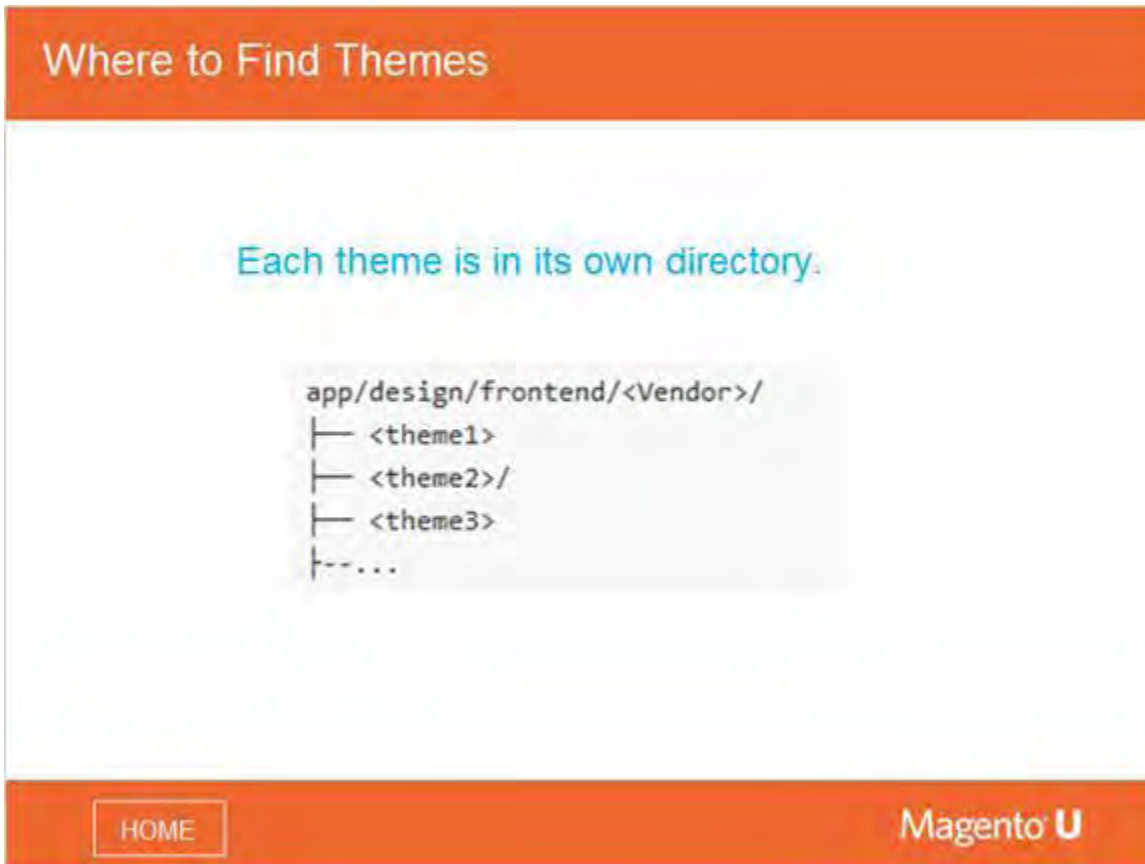 Where to Find Themes
Each theme is in its own directory.
app/design/frontend/<Vendor>/
├── <theme1>
├── <theme2>/
├── <theme3>
├--...
HOME
Magento U